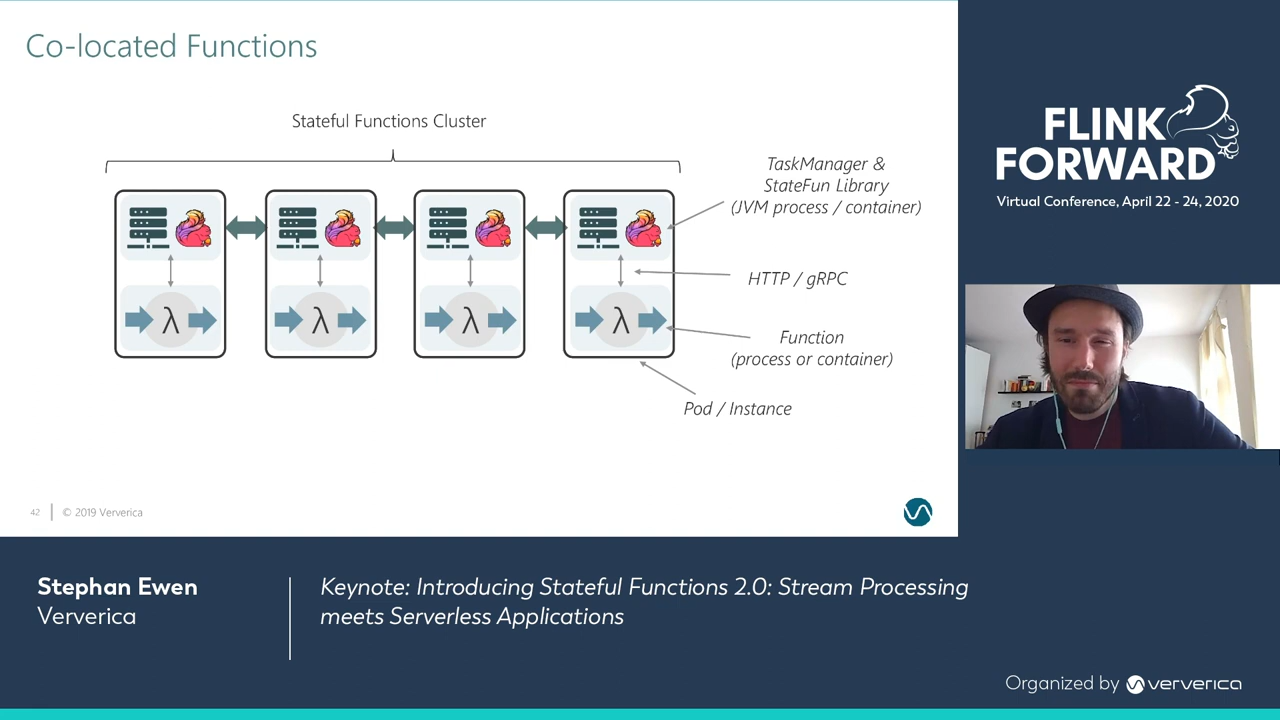 Co-located Functions
Stateful Functions Cluster
TaskManager &
StateFun Library
(JVM process / container)
HTTP / gRPC
λ
λ
λ
λ
Function
(process or container)
Pod / Instance
42 | © 2019 Ververica
FLINK
FORWARD
Virtual Conference, April 22 - 24, 2020
Stephan Ewen
Ververica
Keynote: Introducing Stateful Functions 2.0: Stream Processing
meets Serverless Applications
Organized by ververica